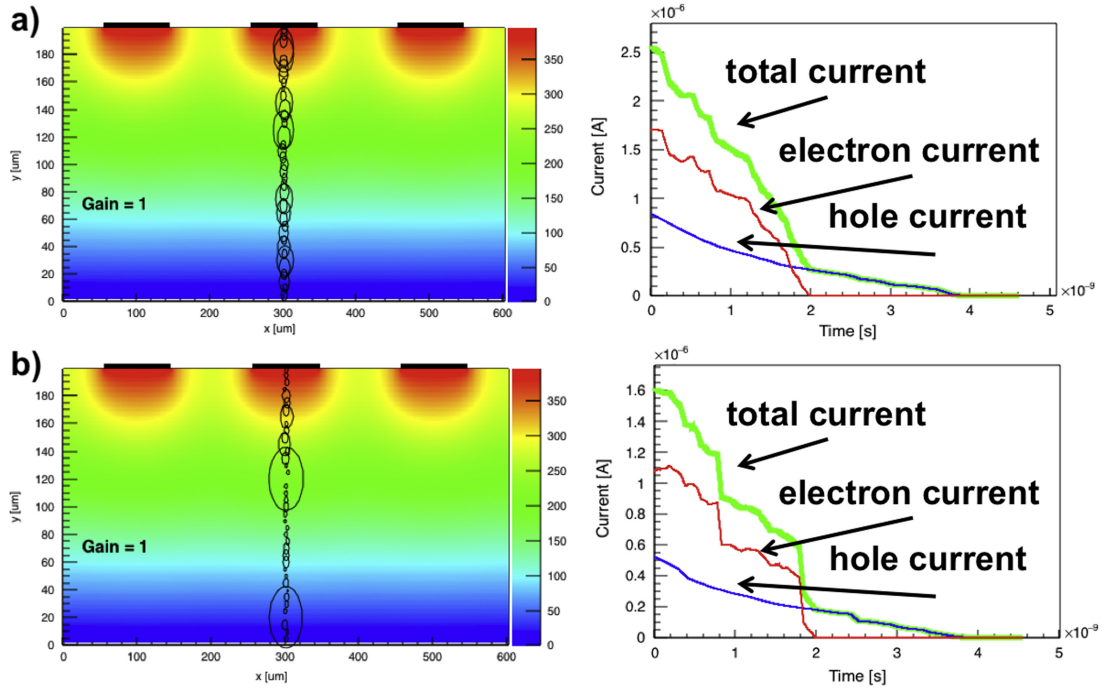 a)
180
160
140
120
100
80
60
40
20
0
y [um]
Gain = 1
0 100 200 300 400 500 600
x [um]
350
300
250
200
150
100
50
0
×10⁻⁶
2.5
2
1.5
1
0.5
0
Current [A]
total current
electron current
hole current
0 1 2 3 4 5
×10⁻⁹
Time [s]
b)
180
160
140
120
100
80
60
40
20
0
y [um]
Gain = 1
0 100 200 300 400 500 600
x [um]
350
300
250
200
150
100
50
0
×10⁻⁶
1.6
1.4
1.2
1
0.8
0.6
0.4
0.2
0
Current [A]
total current
electron current
hole current
0 1 2 3 4 5
×10⁻⁹
Time [s]